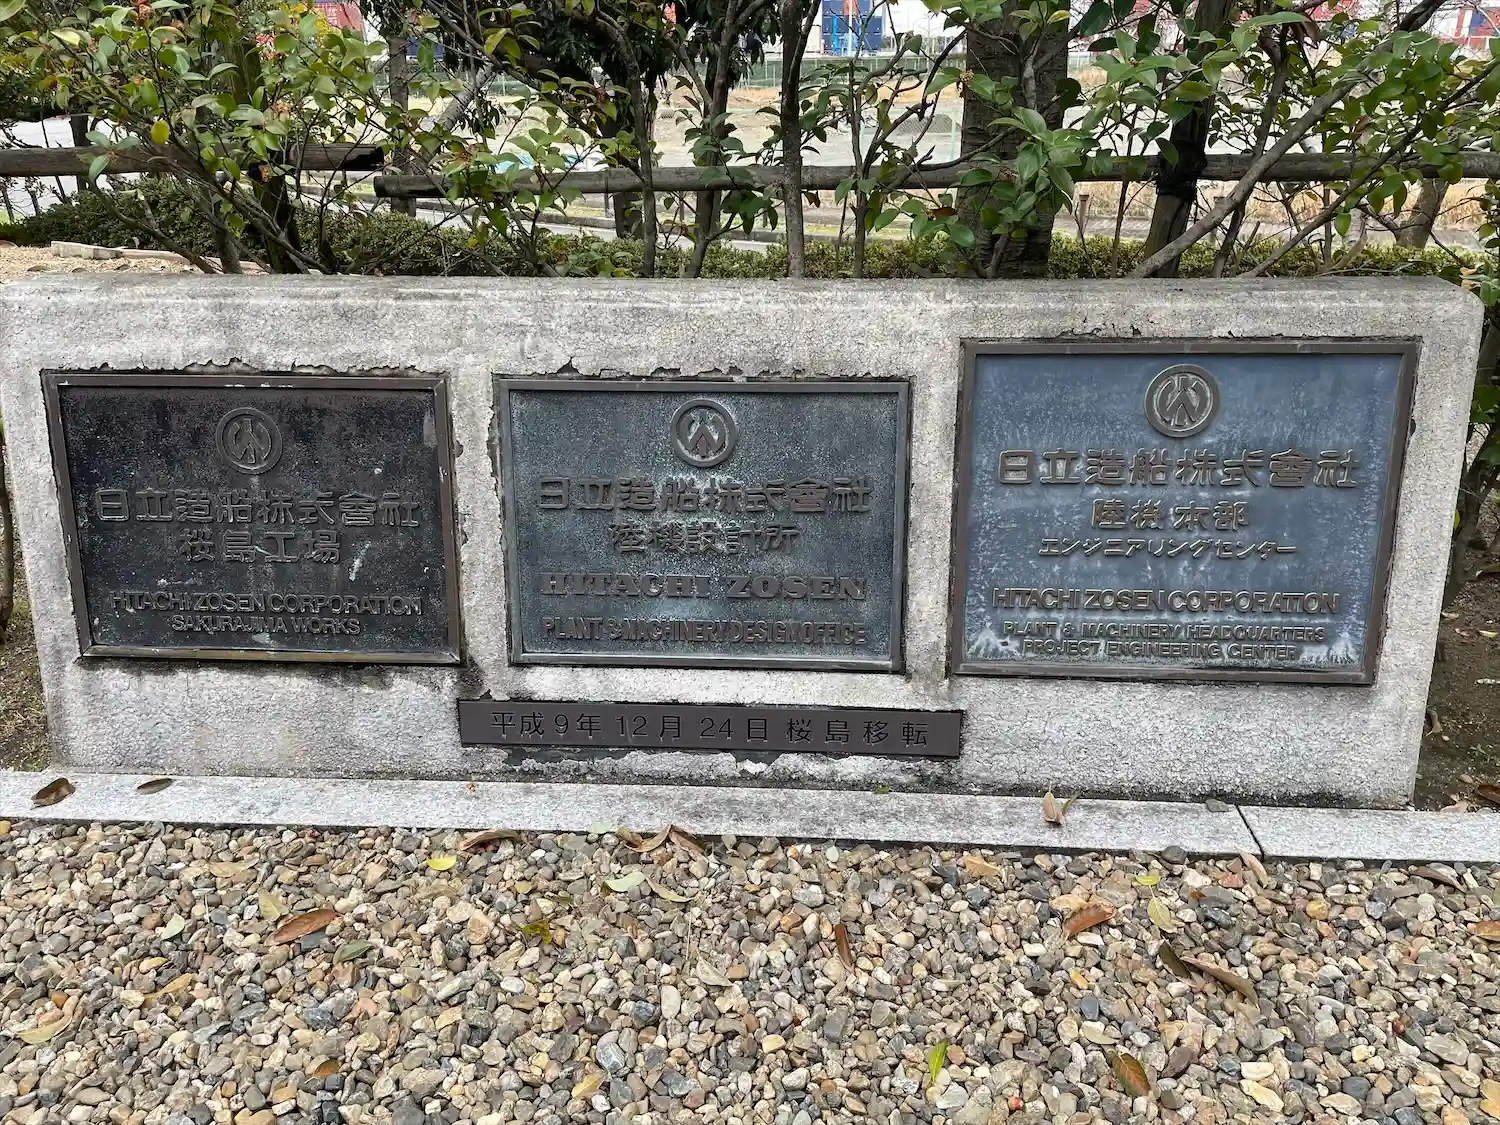 日立造船株式會社
桜島工場
HITACHI ZOSEN CORPORATION
SAKURAJIMA WORKS
日立造船株式會社
陸機設計所
HITACHI ZOSEN
PLANT & MACHINERY DESIGN OFFICE
日立造船株式會社
陸機本部
エンジニアリングセンター
HITACHI ZOSEN CORPORATION
PLANT & MACHINERY HEADQUARTERS
PROJECT ENGINEERING CENTER
平成9年12月24日桜島移転